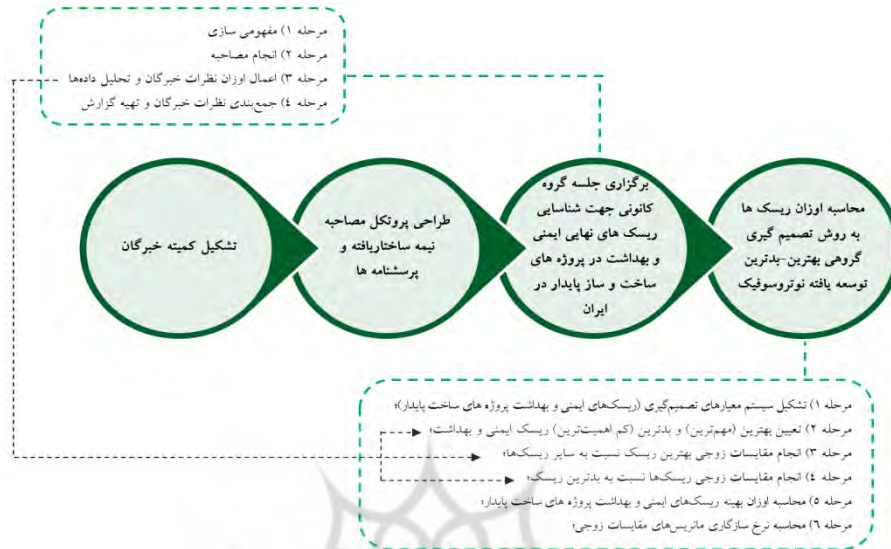 مرحله ۱) مفهومی سازی
مرحله ۲) انجام مصاحبه
مرحله ۳) اعمال اوزان نظرات خبرگان و تحلیل داده‌ها
مرحله ٤) جمع‌بندی نظرات خبرگان و تهیه گزارش
تشکیل کمیته خبرگان
طراحی پروتکل مصاحبه
نیمه ساختاریافته و
پرسشنامه ها
برگزاری جلسه گروه
کانونی جهت شناسایی
ریسک های نهایی ایمنی
و بهداشت در پروژه های
ساخت و ساز پایدار در
ایران
محاسبه اوزان ریسک ها
به روش تصمیم گیری
گروهی بهترین-بدترین
توسعه یافته نوتروسوفیک
مرحله ۱) تشکیل سیستم معیارهای تصمیم‌گیری (ریسک‌های ایمنی و بهداشت پروژه های ساخت پایدار)؛
مرحله ۲) تعیین بهترین (مهم‌ترین) و بدترین (کم اهمیت‌ترین) ریسک ایمنی و بهداشت؛
مرحله ۳) انجام مقایسات زوجی بهترین ریسک نسبت به سایر ریسک‌ها؛
مرحله ٤) انجام مقایسات زوجی ریسک‌ها نسبت به بدترین ریسک؛
مرحله ٥) محاسبه اوزان بهینه ریسک‌های ایمنی و بهداشت پروژه های ساخت پایدار؛
مرحله ٦) محاسبه نرخ سازگاری ماتریس‌های مقایسات زوجی؛